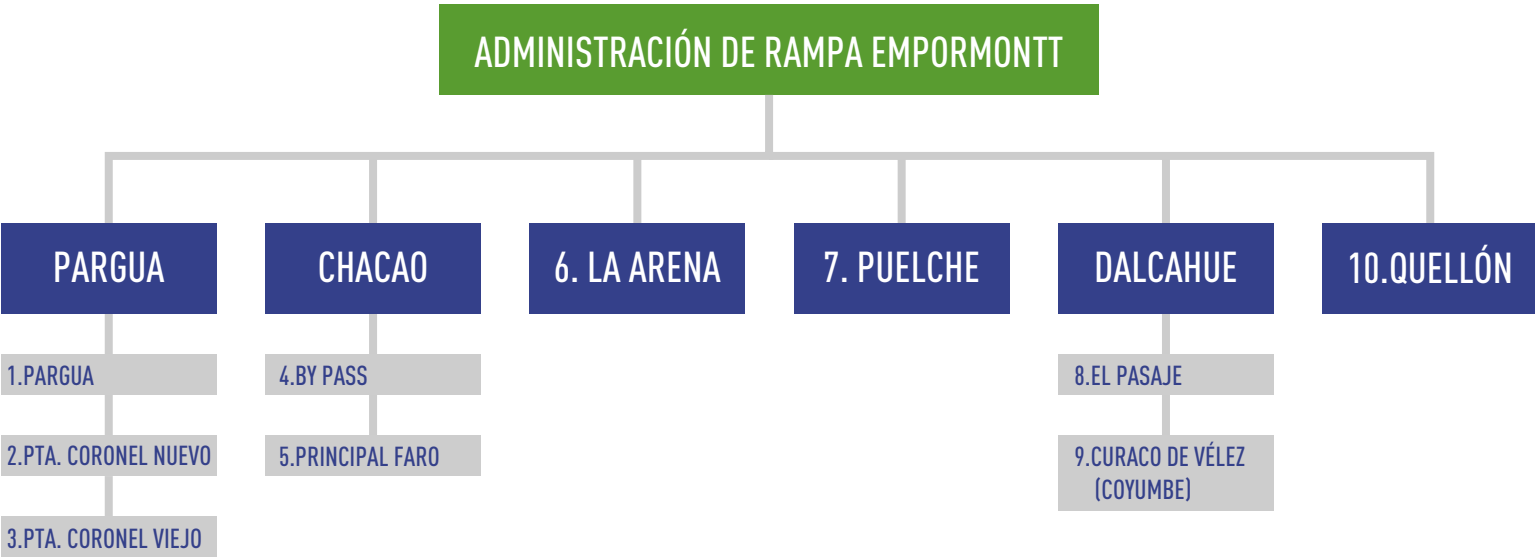 ADMINISTRACIÓN DE RAMPA EMPORMONTT
PARGUA
CHACAO
6. LA ARENA
7. PUELCHE
DALCAHUE
10.QUELLÓN
1.PARGUA
4.BY PASS
8.EL PASAJE
2.PTA. CORONEL NUEVO
5.PRINCIPAL FARO
9.CURACO DE VÉLEZ
(COYUMBE)
3.PTA. CORONEL VIEJO